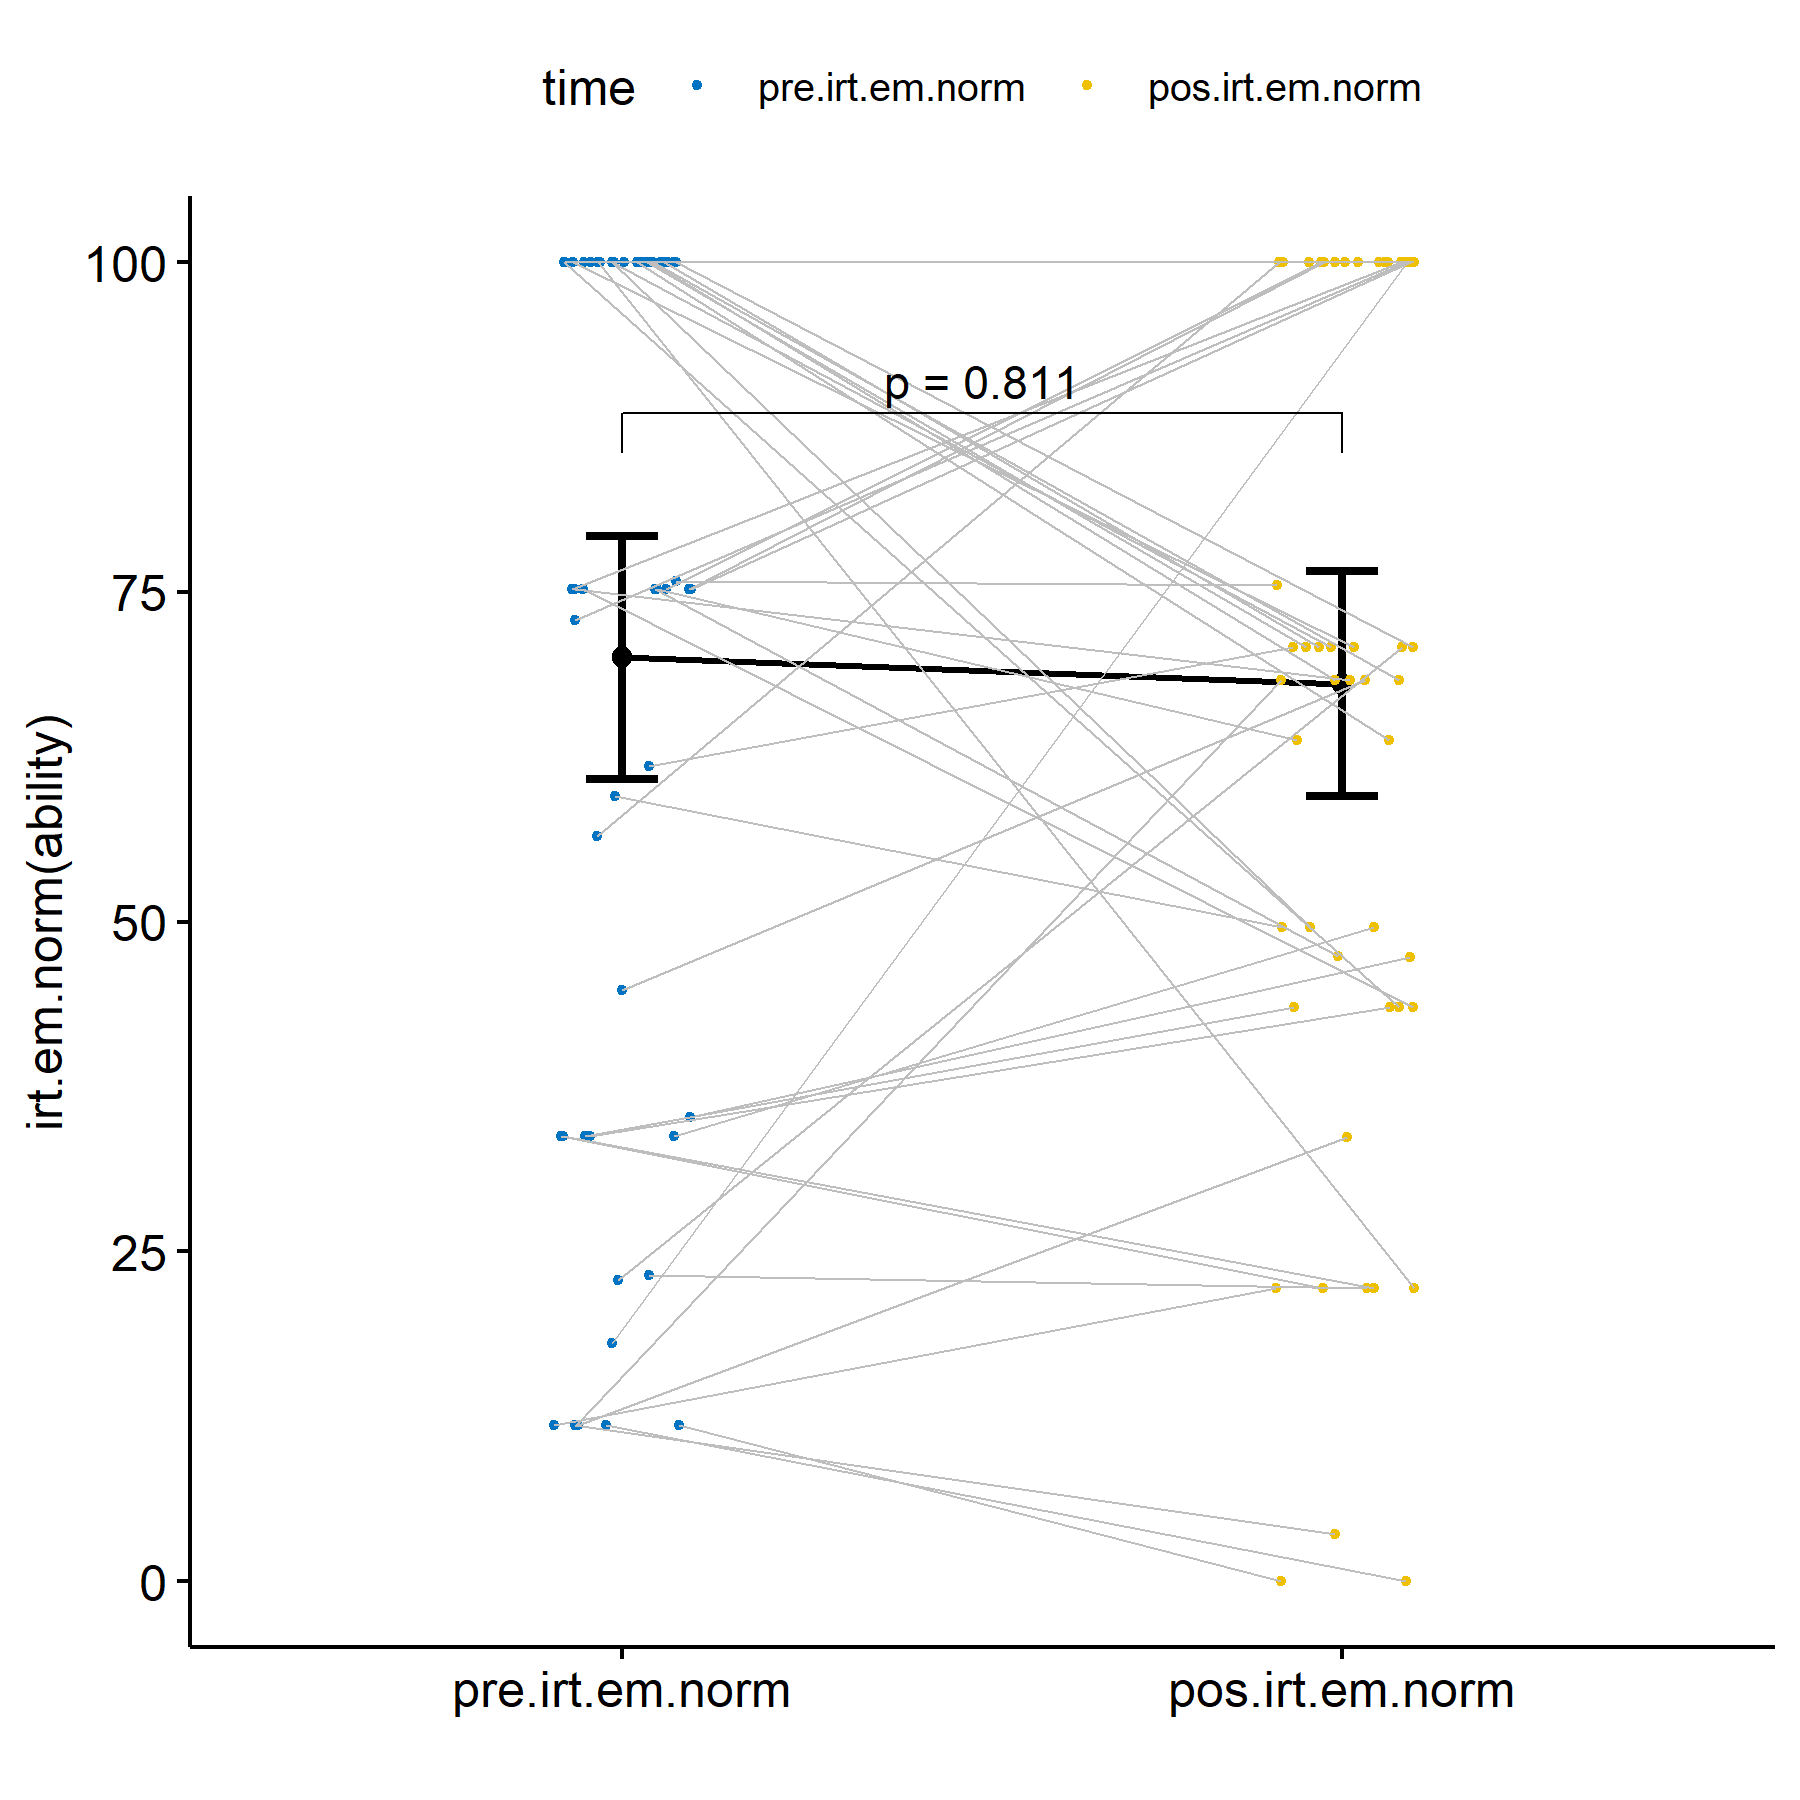 time pre.irt.em.norm pos.irt.em.norm
100
p = 0.811
75
50
25
0
irt.em.norm(ability)
pre.irt.em.norm pos.irt.em.norm